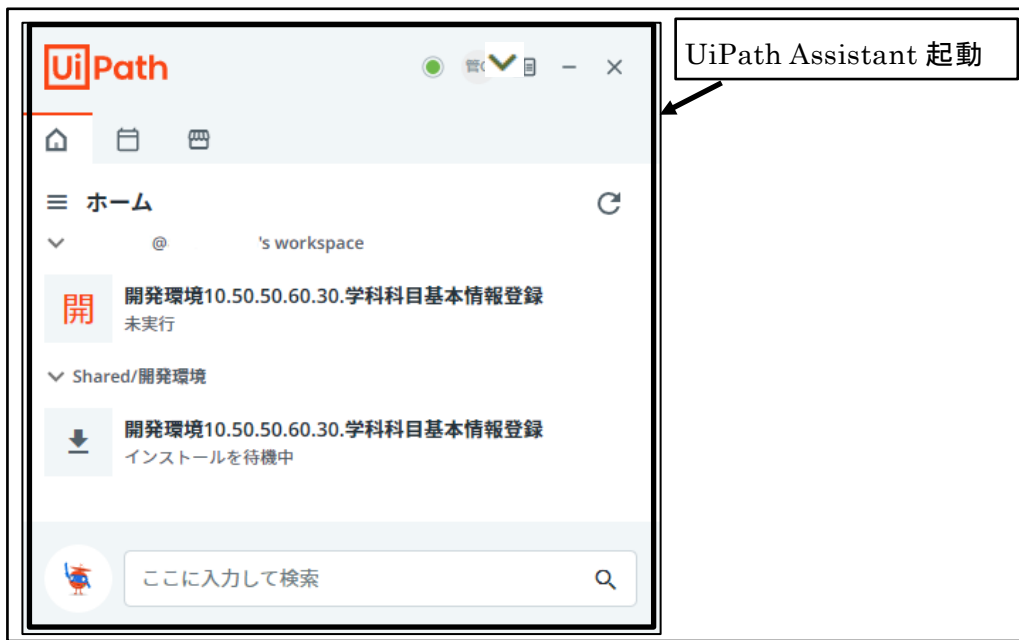 UiPath
UiPath Assistant 起動
ホーム
@ 's workspace
開
開発環境10.50.50.60.30.学科科目基本情報登録
未実行
Shared/開発環境
開発環境10.50.50.60.30.学科科目基本情報登録
インストールを待機中
ここに入力して検索